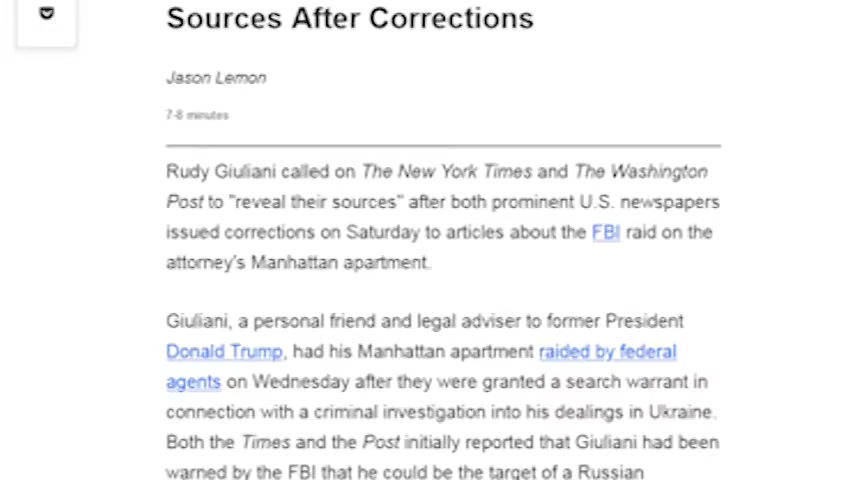 Sources After Corrections
Jason Lemon
7-8 minutes
Rudy Giuliani called on The New York Times and The Washington
Post to "reveal their sources" after both prominent U.S. newspapers
issued corrections on Saturday to articles about the FBI raid on the
attorney's Manhattan apartment.
Giuliani, a personal friend and legal adviser to former President
Donald Trump, had his Manhattan apartment raided by federal
agents on Wednesday after they were granted a search warrant in
connection with a criminal investigation into his dealings in Ukraine.
Both the Times and the Post initially reported that Giuliani had been
warned by the FBI that he could be the target of a Russian